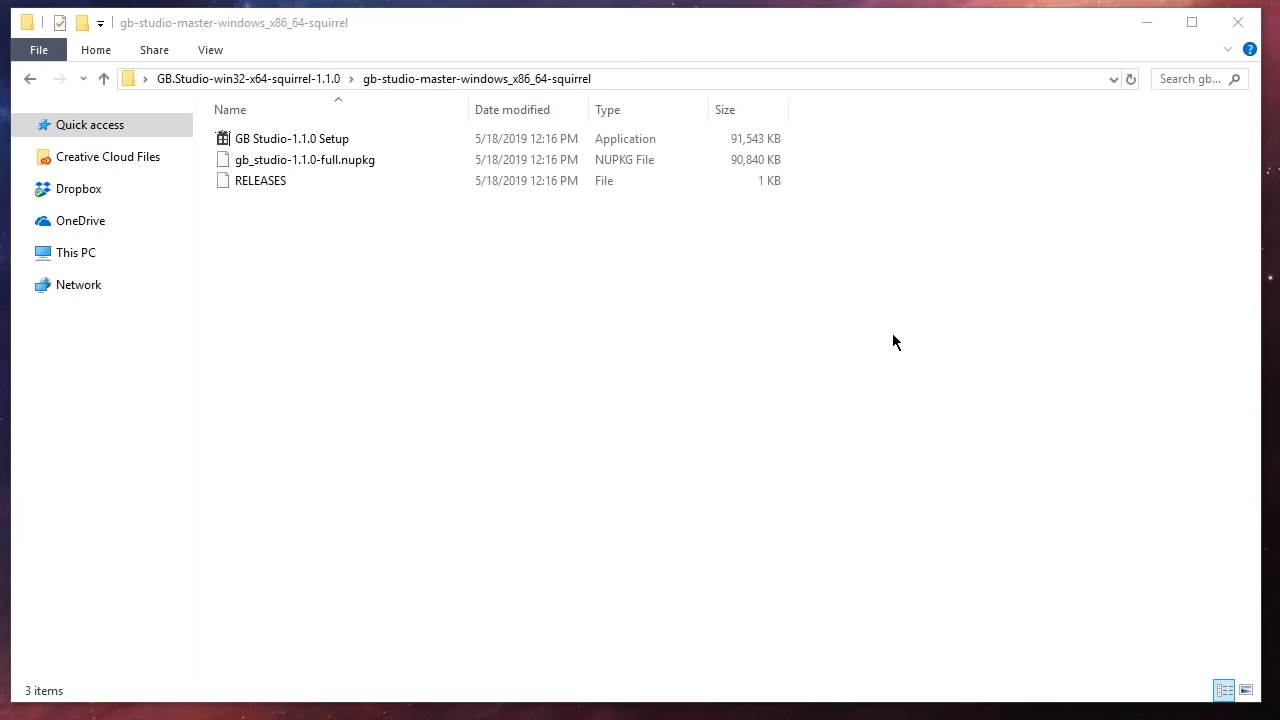 gb-studio-master-windows_x86_64-squirrel
File Home Share View
GB.Studio-win32-x64-squirrel-1.1.0 gb-studio-master-windows_x86_64-squirrel Search gb...
Name Date modified Type Size
Quick access
Creative Cloud Files
Dropbox
OneDrive
This PC
Network
GB Studio-1.1.0 Setup 5/18/2019 12:16 PM Application 91,543 KB
gb_studio-1.1.0-full.nupkg 5/18/2019 12:16 PM NUPKG File 90,840 KB
RELEASES 5/18/2019 12:16 PM File 1 KB
3 items